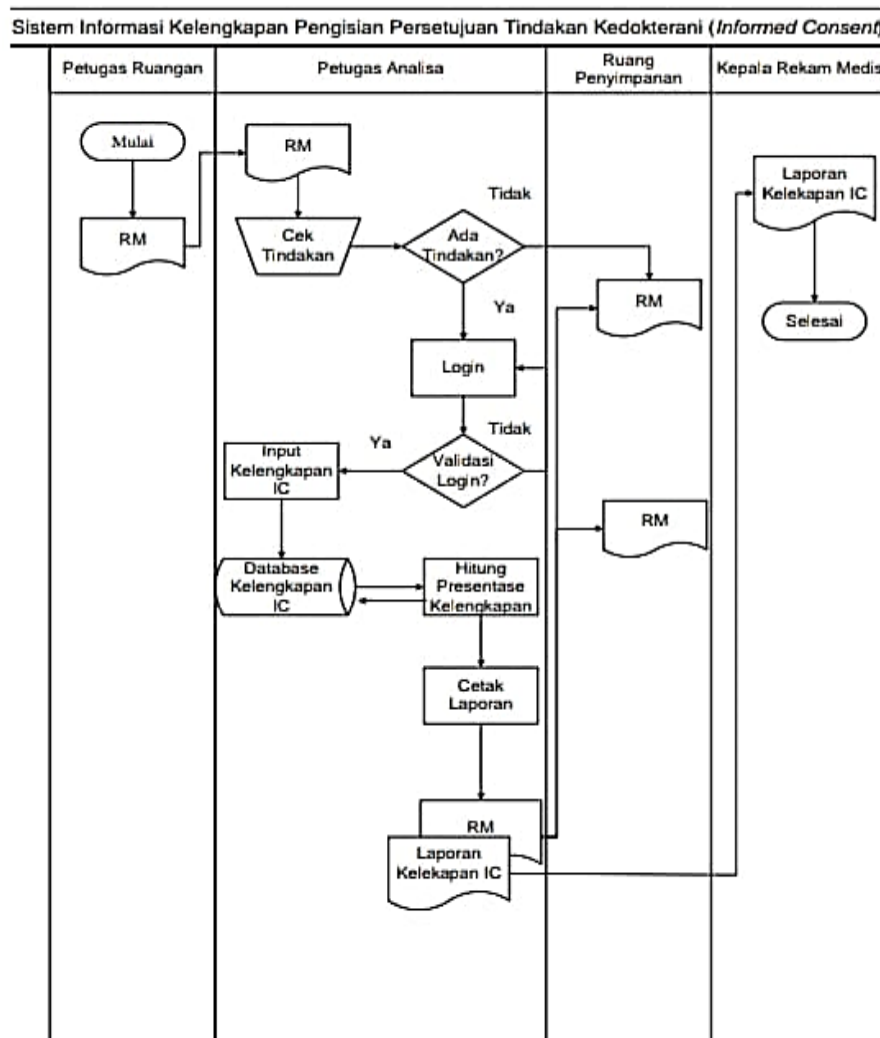 Sistem Informasi Kelengkapan Pengisian Persetujuan Tindakan Kedokterani (Informed Consent)
Petugas Ruangan
Petugas Analisa
Ruang
Penyimpanan
Kepala Rekam Medis
Mulai
RM
RM
Cek
Tindakan
Ada
Tindakan?
Tidak
Ya
RM
Laporan
Kelekapan IC
Selesai
Login
Validasi
Login?
Tidak
Ya
Input
Kelengkapan
IC
RM
Database
Kelengkapan
IC
Hitung
Presentase
Kelengkapan
Cetak
Laporan
RM
Laporan
Kelekapan IC